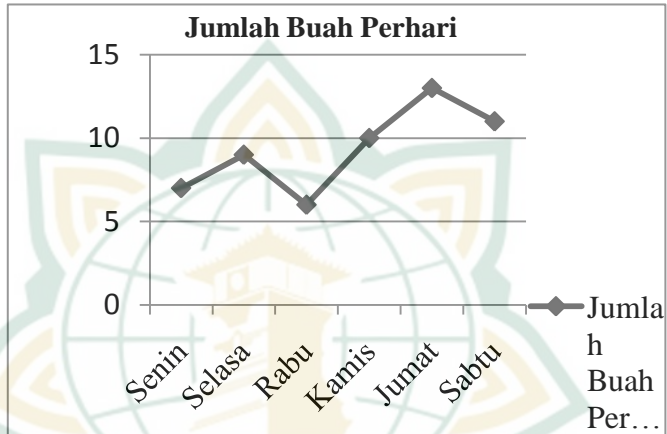 Jumlah Buah Perhari
15
10
5
0
Senin
Selasa
Rabu
Kamis
Jumat
Sabtu
Jumla
h
Buah
Per…